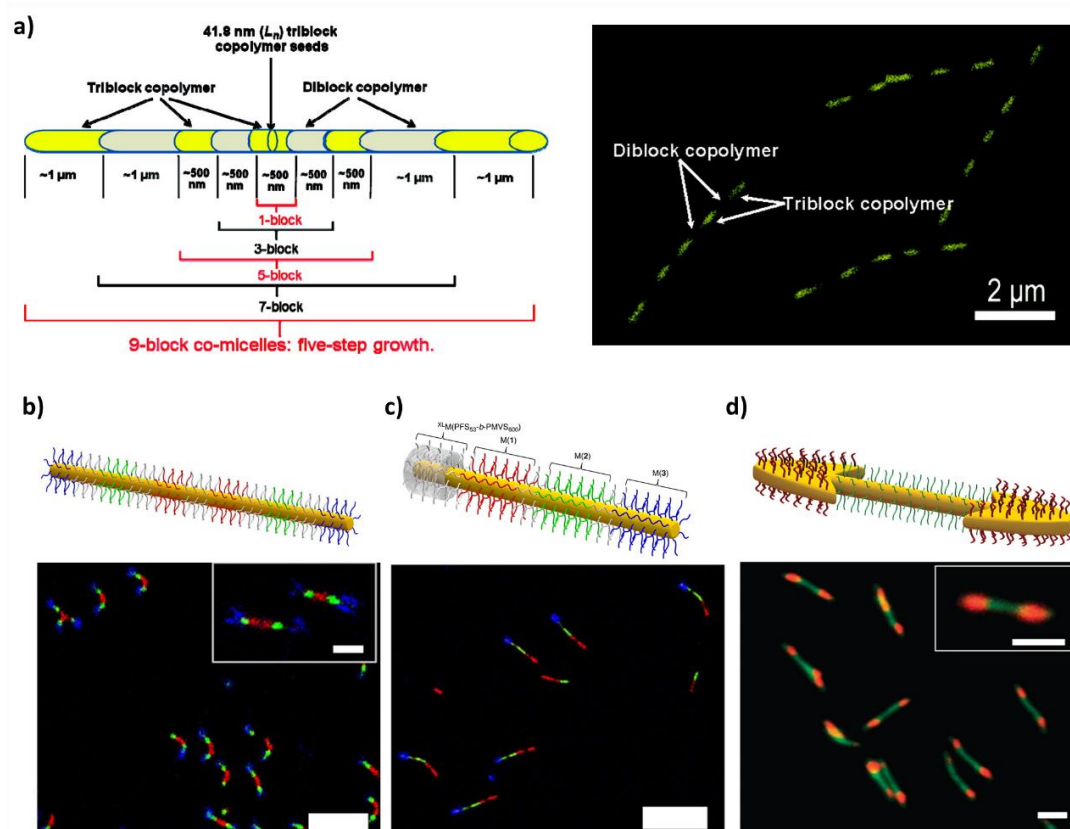 a)
41.8 nm (Ln) triblock
copolymer seeds
Triblock copolymer
Diblock copolymer
~1 µm
~1 µm
~500 nm
~500 nm
~500 nm
~500 nm
~500 nm
~1 µm
~1 µm
1-block
3-block
5-block
7-block
9-block co-micelles: five-step growth.
Diblock copolymer
Triblock copolymer
2 µm
b)
c)
XLM(PFS53-b-PMVS600)
M(1)
M(2)
M(3)
d)